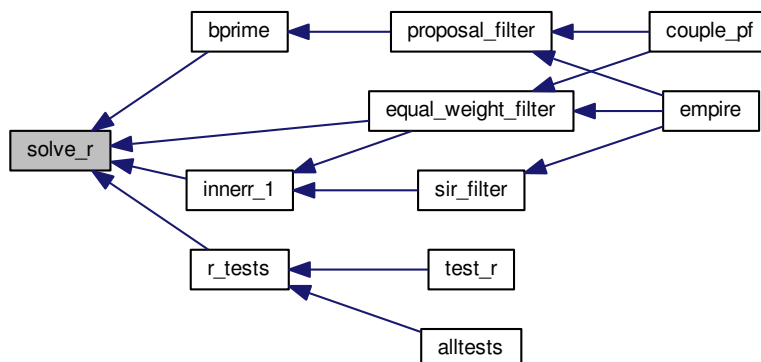 bprime
proposal_filter
couple_pf
equal_weight_filter
empire
solve_r
innerr_1
sir_filter
r_tests
test_r
alltests